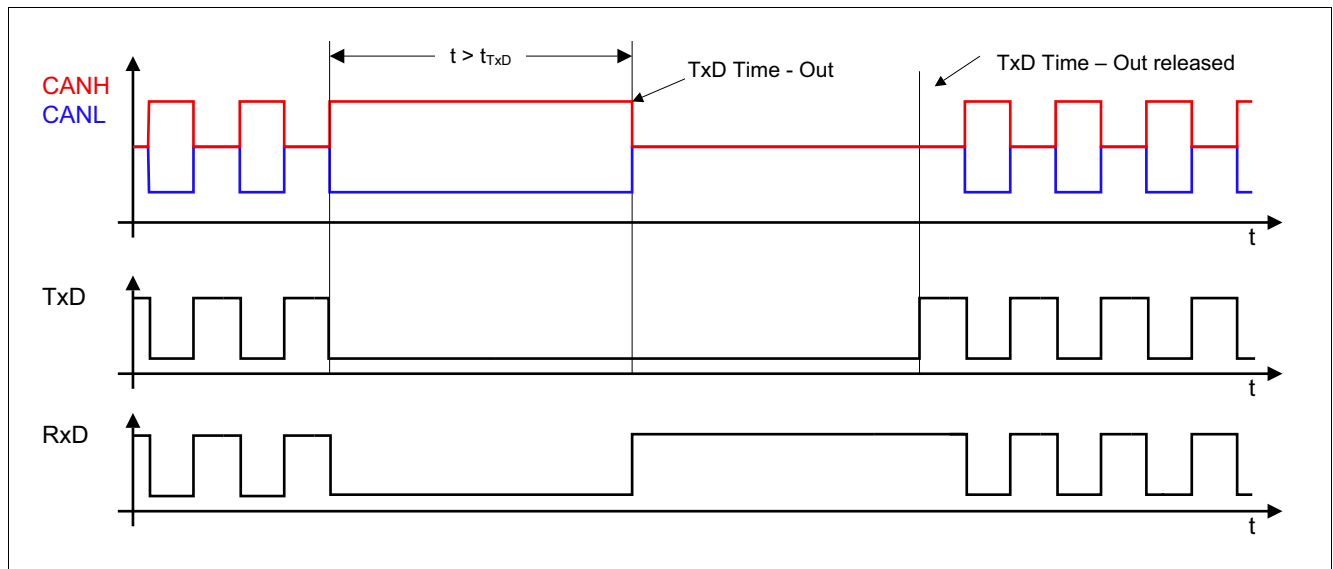 t > tTxD
TxD Time - Out
TxD Time – Out released
CANH
CANL
t
TxD
t
RxD
t